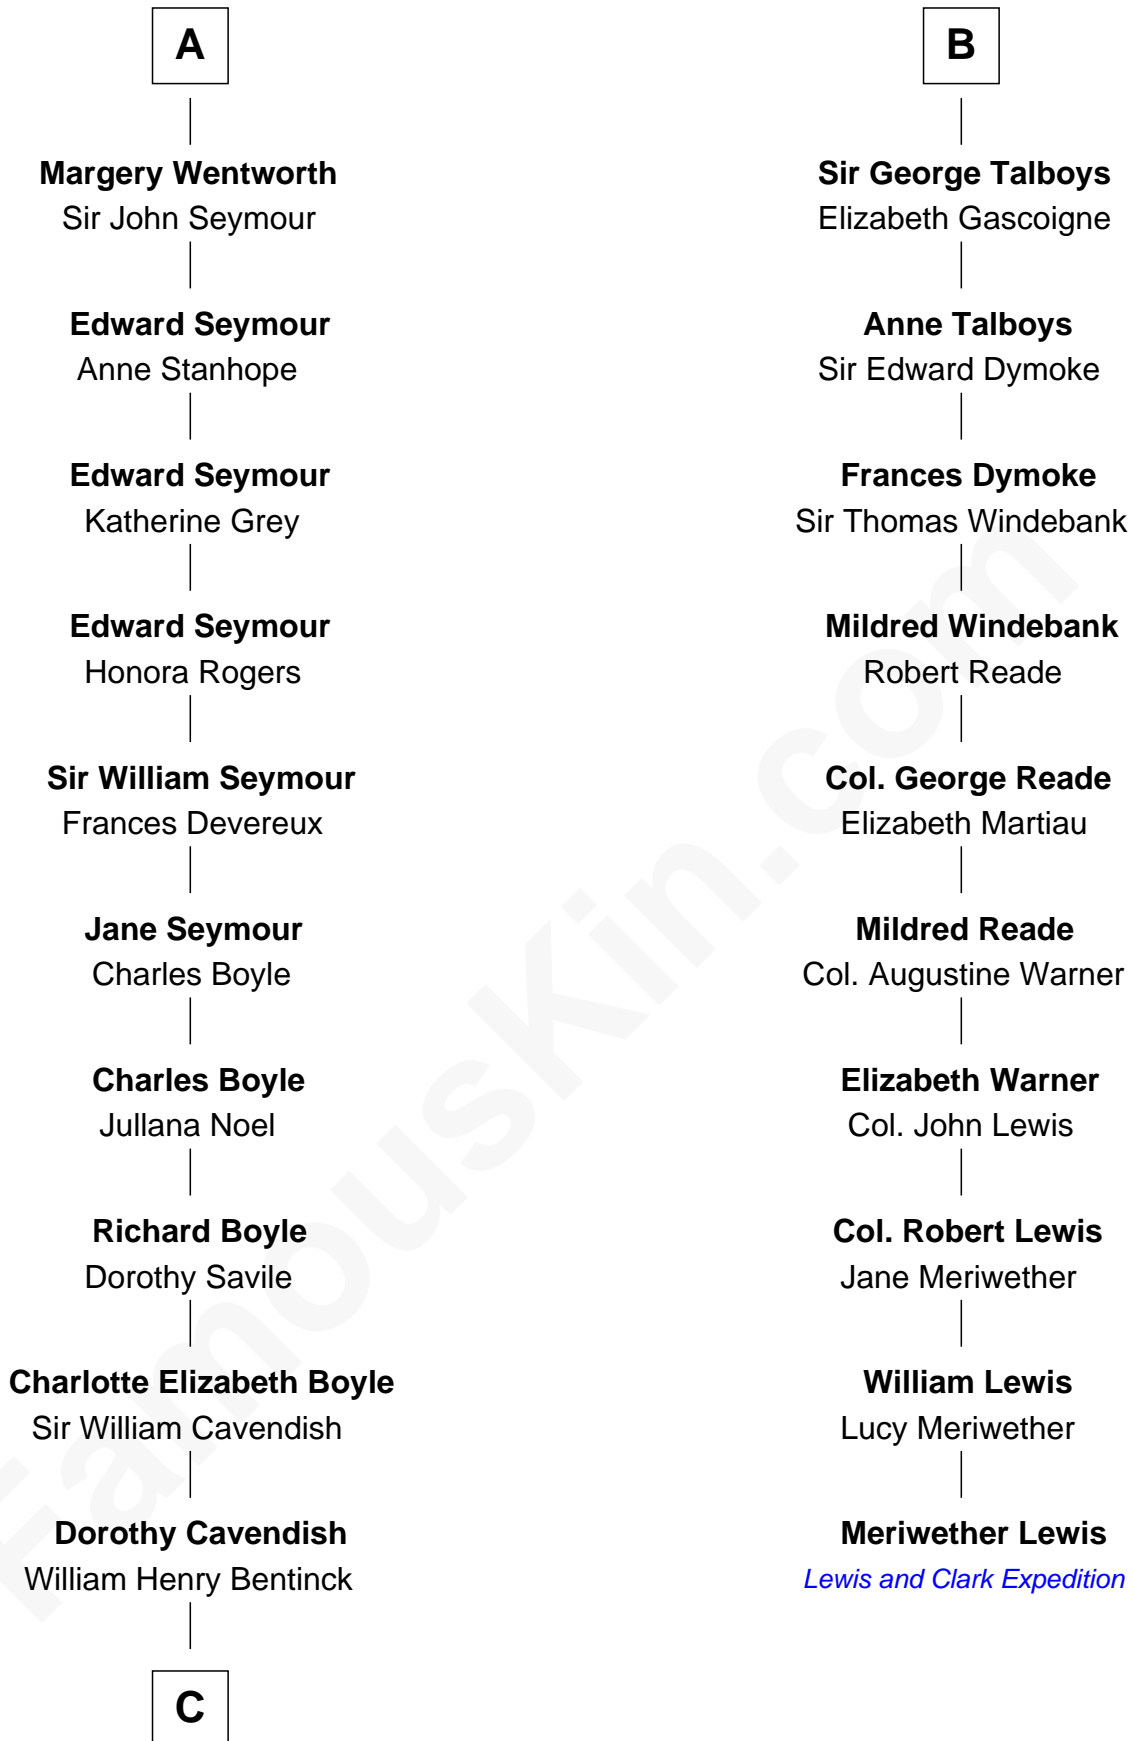 A
Margery Wentworth
Sir John Seymour
Edward Seymour
Anne Stanhope
Edward Seymour
Katherine Grey
Edward Seymour
Honora Rogers
Sir William Seymour
Frances Devereux
Jane Seymour
Charles Boyle
Charles Boyle
Jullana Noel
Richard Boyle
Dorothy Savile
Charlotte Elizabeth Boyle
Sir William Cavendish
Dorothy Cavendish
William Henry Bentinck
C
B
Sir George Talboys
Elizabeth Gascoigne
Anne Talboys
Sir Edward Dymoke
Frances Dymoke
Sir Thomas Windebank
Mildred Windebank
Robert Reade
Col. George Reade
Elizabeth Martiau
Mildred Reade
Col. Augustine Warner
Elizabeth Warner
Col. John Lewis
Col. Robert Lewis
Jane Meriwether
William Lewis
Lucy Meriwether
Meriwether Lewis
Lewis and Clark Expedition
FamousKin.com